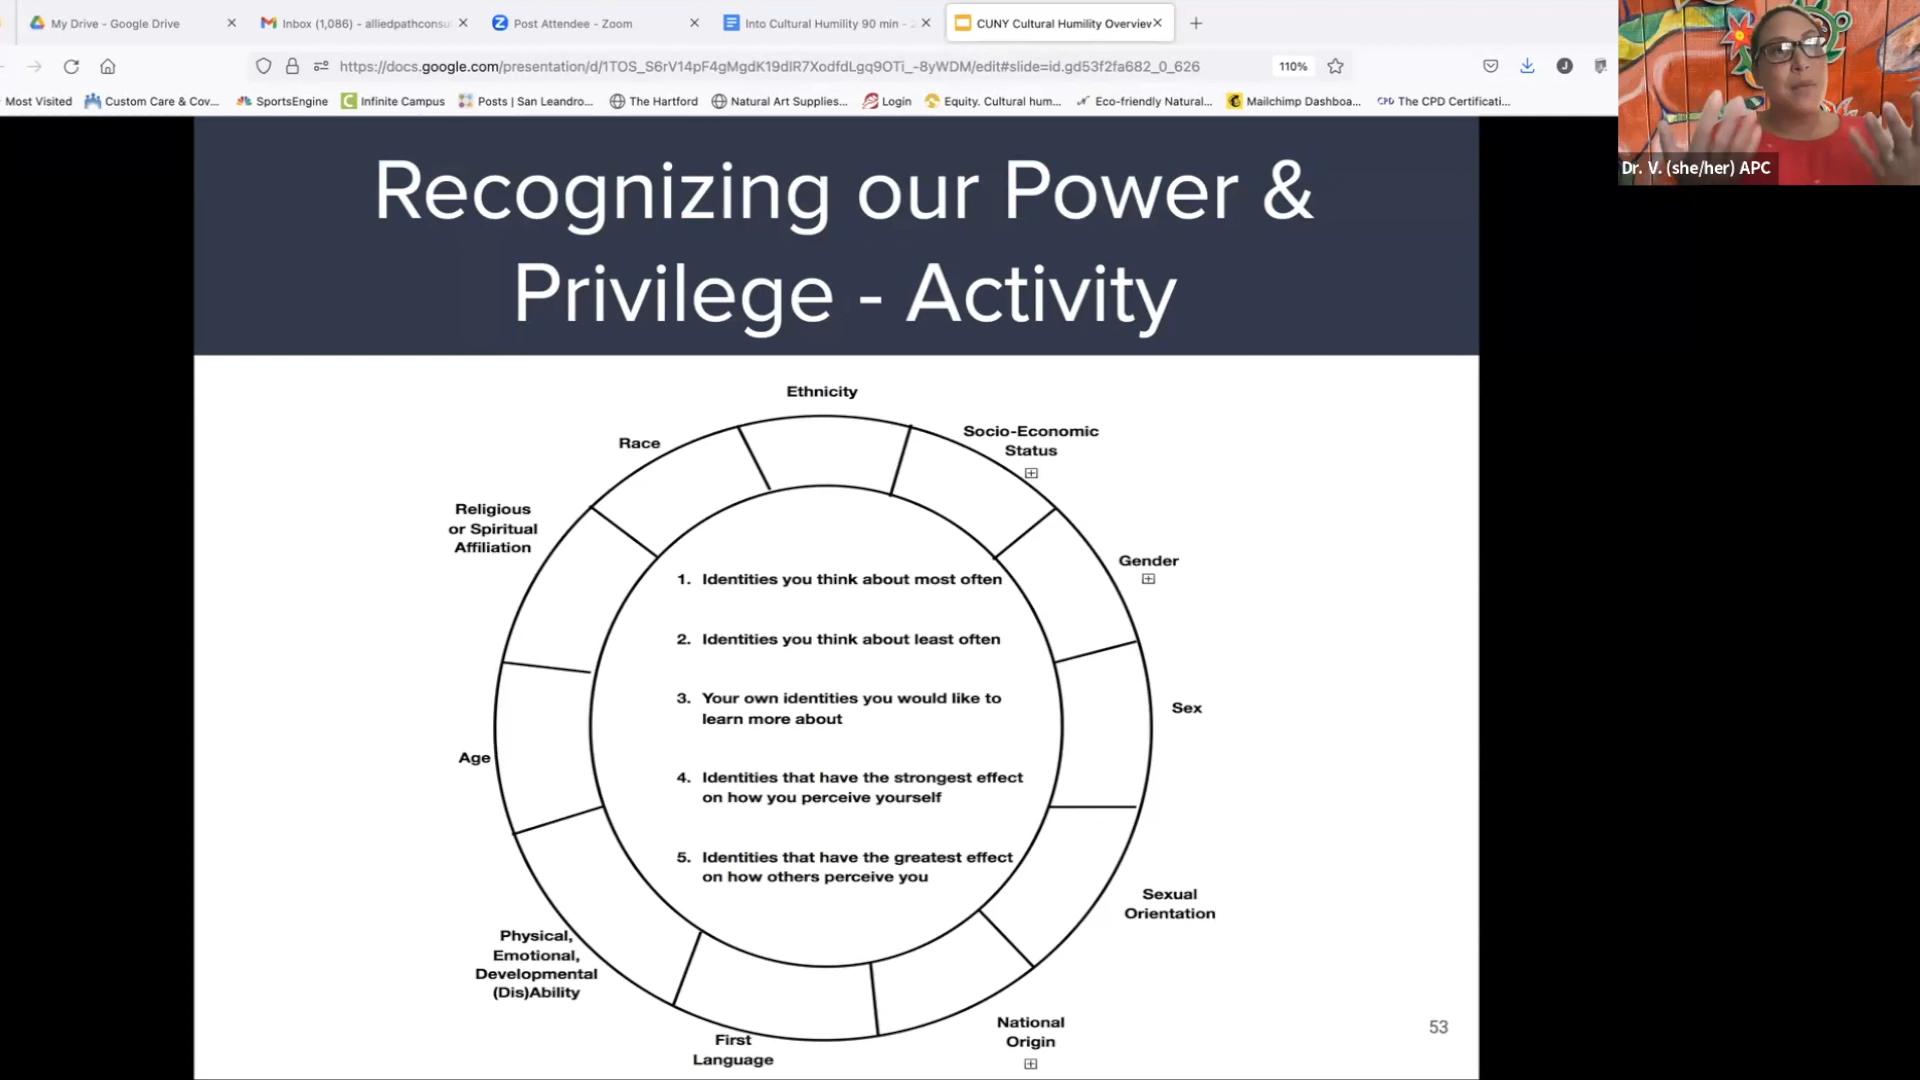 My Drive - Google Drive
Inbox (1,086) - alliedpathconsu
Post Attendee - Zoom
Into Cultural Humility 90 min -
CUNY Cultural Humility Overview
https://docs.google.com/presentation/d/1TOS_S6rV14pF4gMgdK19dIR7XodfdLgq9OTi_-8yWDM/edit#slide=id.gd53f2fa682_0_626
110%
Most Visited
Custom Care & Cov...
SportsEngine
Infinite Campus
Posts | San Leandro...
The Hartford
Natural Art Supplies...
Login
Equity. Cultural hum...
Eco-friendly Natural...
Mailchimp Dashboa...
CPD The CPD Certificati...
Dr. V. (she/her) APC
Recognizing our Power &
Privilege - Activity
Ethnicity
Socio-Economic
Status
Race
Religious
or Spiritual
Affiliation
Gender
1. Identities you think about most often
2. Identities you think about least often
3. Your own identities you would like to
learn more about
Sex
Age
4. Identities that have the strongest effect
on how you perceive yourself
5. Identities that have the greatest effect
on how others perceive you
Sexual
Orientation
Physical,
Emotional,
Developmental
(Dis)Ability
National
Origin
First
Language
53